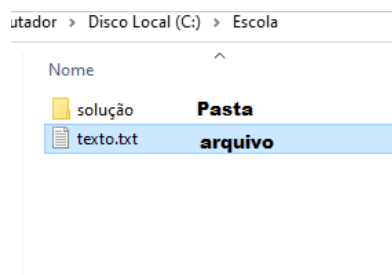 utador > Disco Local (C:) > Escola
Nome
solução Pasta
texto.txt arquivo